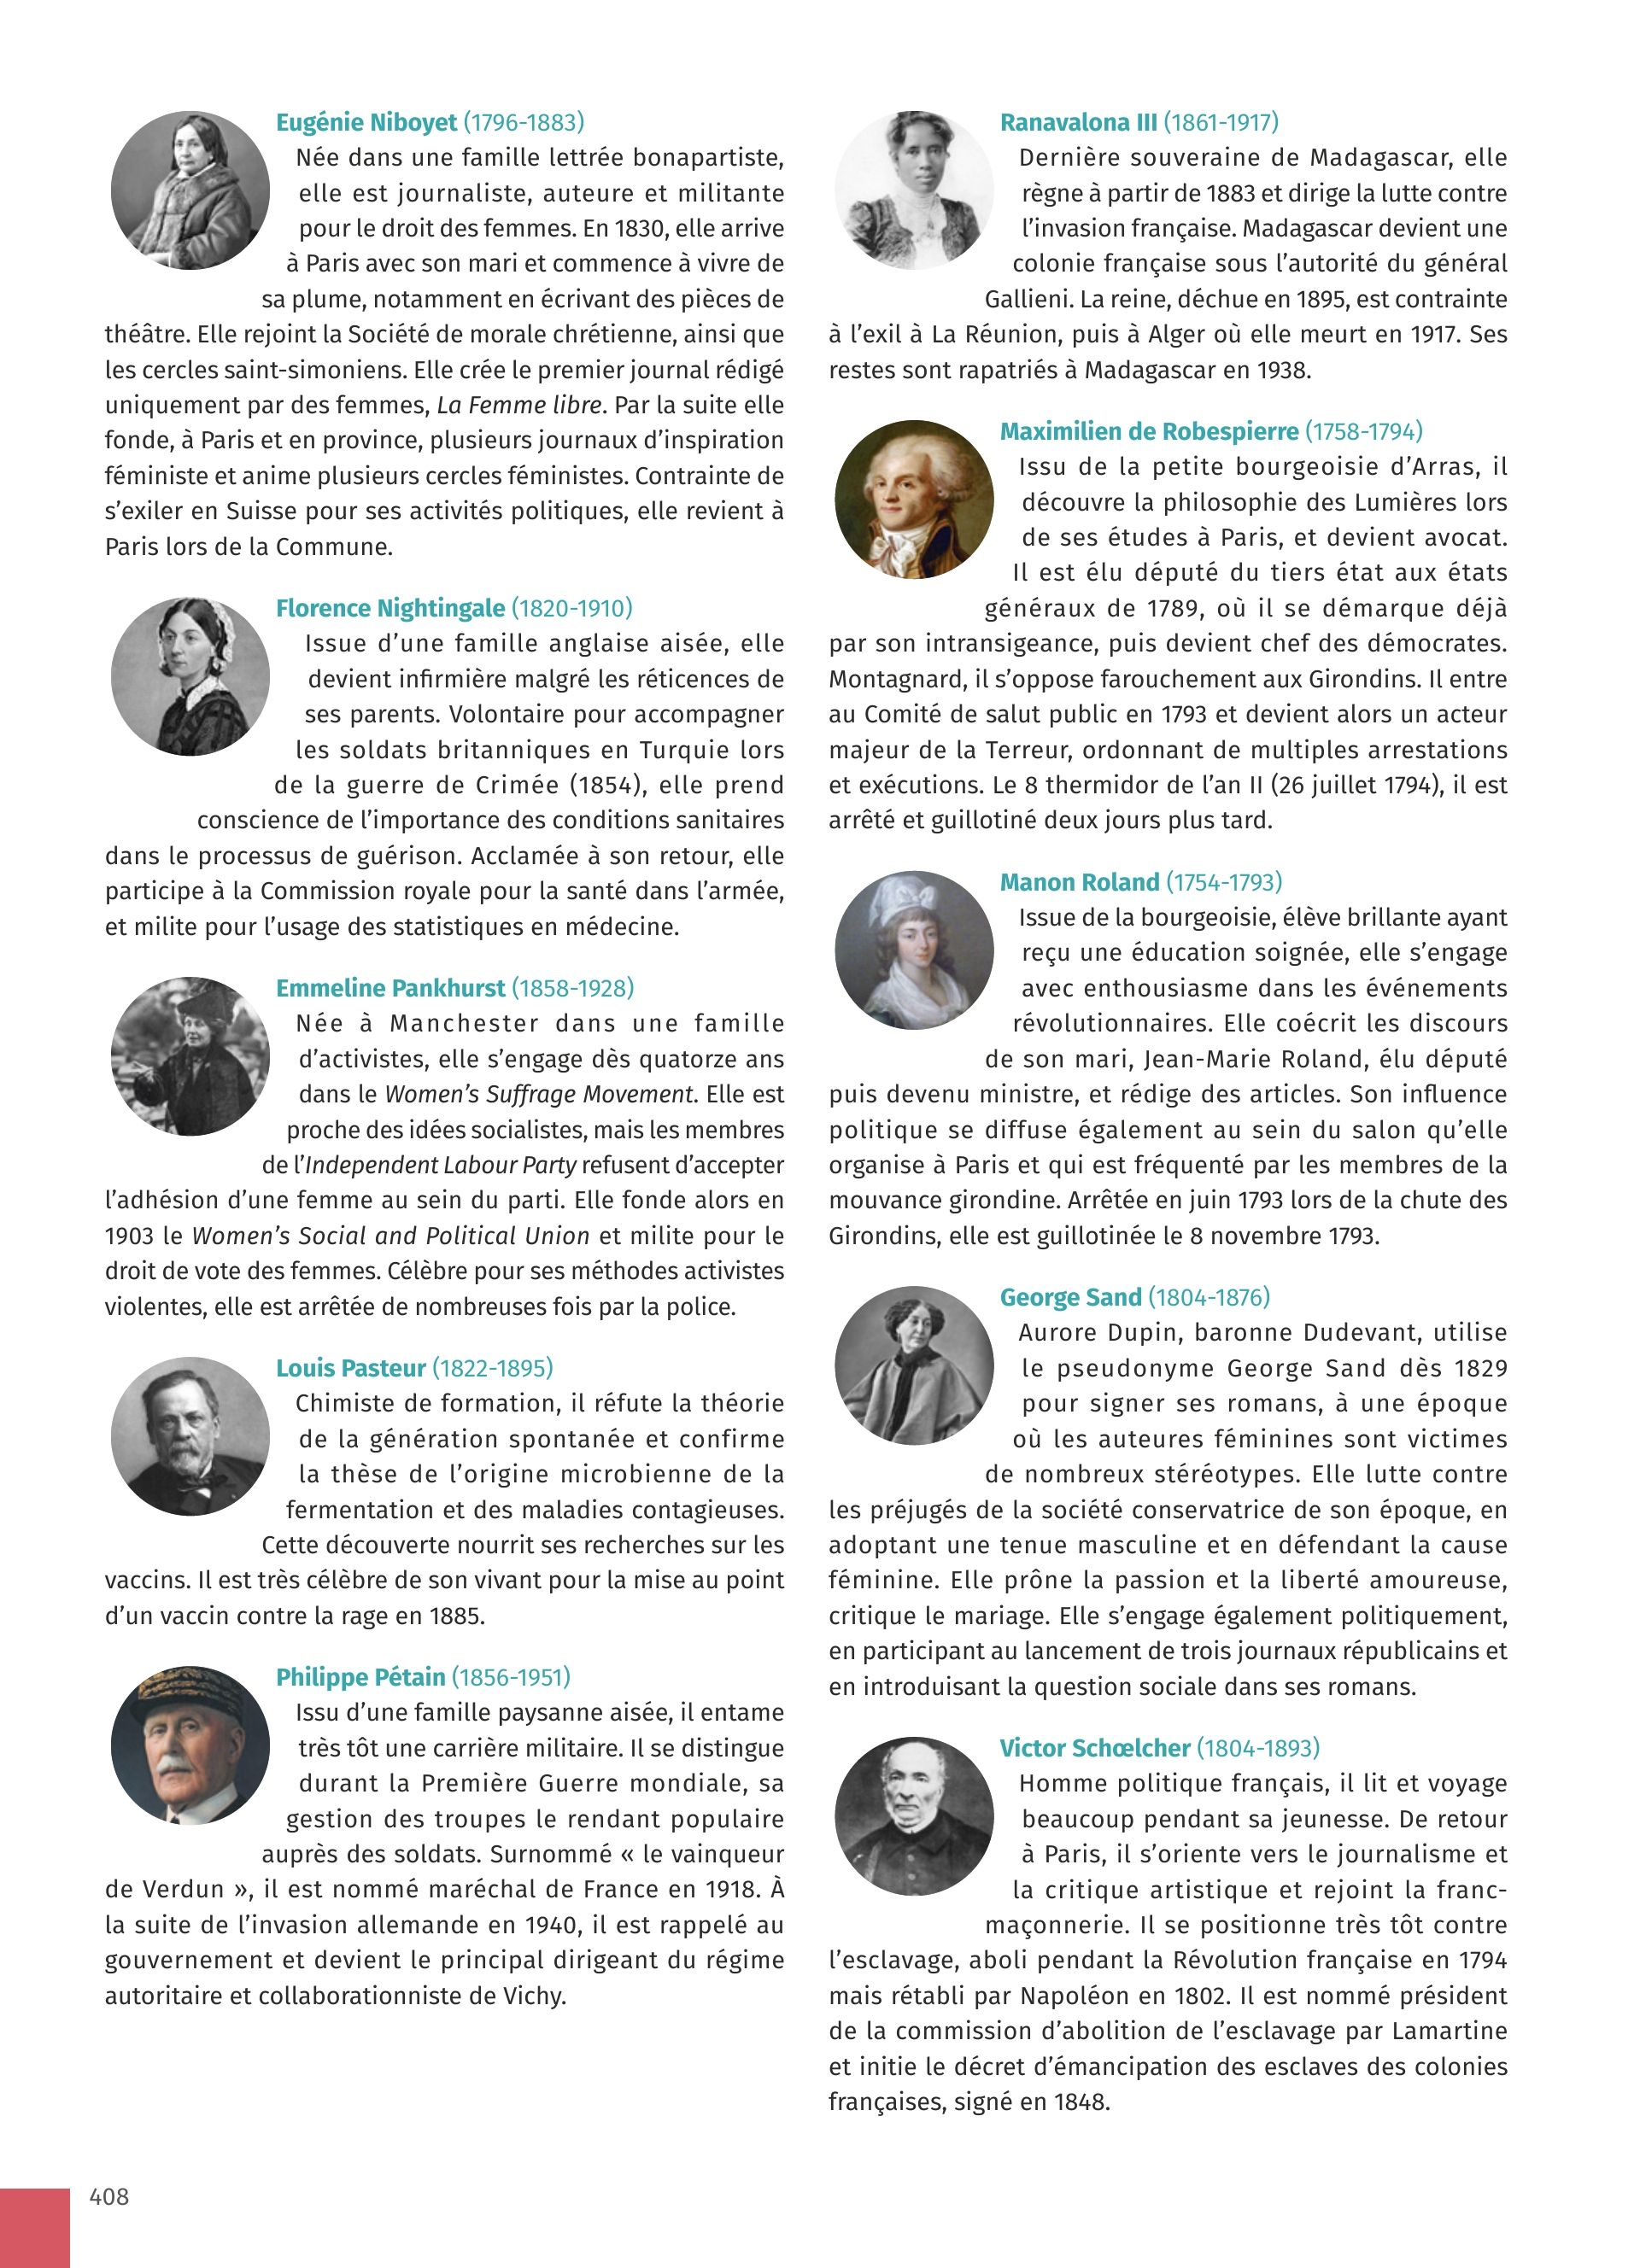 Eugénie Niboyet (1796-1883)
Née dans une famille lettrée bonapartiste,
elle est journaliste, auteure et militante
pour le droit des femmes. En 1830, elle arrive
à Paris avec son mari et commence à vivre de
sa plume, notamment en écrivant des pièces de
théâtre. Elle rejoint la Société de morale chrétienne, ainsi que
les cercles saint-simoniens. Elle crée le premier journal rédigé
uniquement par des femmes, La Femme libre. Par la suite elle
fonde, à Paris et en province, plusieurs journaux d’inspiration
féministe et anime plusieurs cercles féministes. Contrainte de
s’exiler en Suisse pour ses activités politiques, elle revient à
Paris lors de la Commune.
Florence Nightingale (1820-1910)
Issue d’une famille anglaise aisée, elle
devient infirmière malgré les réticences de
ses parents. Volontaire pour accompagner
les soldats britanniques en Turquie lors
de la guerre de Crimée (1854), elle prend
conscience de l’importance des conditions sanitaires
dans le processus de guérison. Acclamée à son retour, elle
participe à la Commission royale pour la santé dans l’armée,
et milite pour l’usage des statistiques en médecine.
Emmeline Pankhurst (1858-1928)
Née à Manchester dans une famille
d’activistes, elle s’engage dès quatorze ans
dans le Women’s Suffrage Movement. Elle est
proche des idées socialistes, mais les membres
de l’Independent Labour Party refusent d’accepter
l’adhésion d’une femme au sein du parti. Elle fonde alors en
1903 le Women’s Social and Political Union et milite pour le
droit de vote des femmes. Célèbre pour ses méthodes activistes
violentes, elle est arrêtée de nombreuses fois par la police.
Louis Pasteur (1822-1895)
Chimiste de formation, il réfute la théorie
de la génération spontanée et confirme
la thèse de l’origine microbienne de la
fermentation et des maladies contagieuses.
Cette découverte nourrit ses recherches sur les
vaccins. Il est très célèbre de son vivant pour la mise au point
d’un vaccin contre la rage en 1885.
Philippe Pétain (1856-1951)
Issu d’une famille paysanne aisée, il entame
très tôt une carrière militaire. Il se distingue
durant la Première Guerre mondiale, sa
gestion des troupes le rendant populaire
auprès des soldats. Surnommé « le vainqueur
de Verdun », il est nommé maréchal de France en 1918. À
la suite de l’invasion allemande en 1940, il est rappelé au
gouvernement et devient le principal dirigeant du régime
autoritaire et collaborationniste de Vichy.
Ranavalona III (1861-1917)
Dernière souveraine de Madagascar, elle
règne à partir de 1883 et dirige la lutte contre
l’invasion française. Madagascar devient une
colonie française sous l’autorité du général
Gallieni. La reine, déchue en 1895, est contrainte
à l’exil à La Réunion, puis à Alger où elle meurt en 1917. Ses
restes sont rapatriés à Madagascar en 1938.
Maximilien de Robespierre (1758-1794)
Issu de la petite bourgeoisie d’Arras, il
découvre la philosophie des Lumières lors
de ses études à Paris, et devient avocat.
Il est élu député du tiers état aux états
généraux de 1789, où il se démarque déjà
par son intransigeance, puis devient chef des démocrates.
Montagnard, il s’oppose farouchement aux Girondins. Il entre
au Comité de salut public en 1793 et devient alors un acteur
majeur de la Terreur, ordonnant de multiples arrestations
et exécutions. Le 8 thermidor de l’an II (26 juillet 1794), il est
arrêté et guillotiné deux jours plus tard.
Manon Roland (1754-1793)
Issue de la bourgeoisie, élève brillante ayant
reçu une éducation soignée, elle s’engage
avec enthousiasme dans les événements
révolutionnaires. Elle coécrit les discours
de son mari, Jean-Marie Roland, élu député
puis devenu ministre, et rédige des articles. Son influence
politique se diffuse également au sein du salon qu’elle
organise à Paris et qui est fréquenté par les membres de la
mouvance girondine. Arrêtée en juin 1793 lors de la chute des
Girondins, elle est guillotinée le 8 novembre 1793.
George Sand (1804-1876)
Aurore Dupin, baronne Dudevant, utilise
le pseudonyme George Sand dès 1829
pour signer ses romans, à une époque
où les auteures féminines sont victimes
de nombreux stéréotypes. Elle lutte contre
les préjugés de la société conservatrice de son époque, en
adoptant une tenue masculine et en défendant la cause
féminine. Elle prône la passion et la liberté amoureuse,
critique le mariage. Elle s’engage également politiquement,
en participant au lancement de trois journaux républicains et
en introduisant la question sociale dans ses romans.
Victor Schœlcher (1804-1893)
Homme politique français, il lit et voyage
beaucoup pendant sa jeunesse. De retour
à Paris, il s’oriente vers le journalisme et
la critique artistique et rejoint la franc-
maçonnerie. Il se positionne très tôt contre
l’esclavage, aboli pendant la Révolution française en 1794
mais rétabli par Napoléon en 1802. Il est nommé président
de la commission d’abolition de l’esclavage par Lamartine
et initie le décret d’émancipation des esclaves des colonies
françaises, signé en 1848.
408